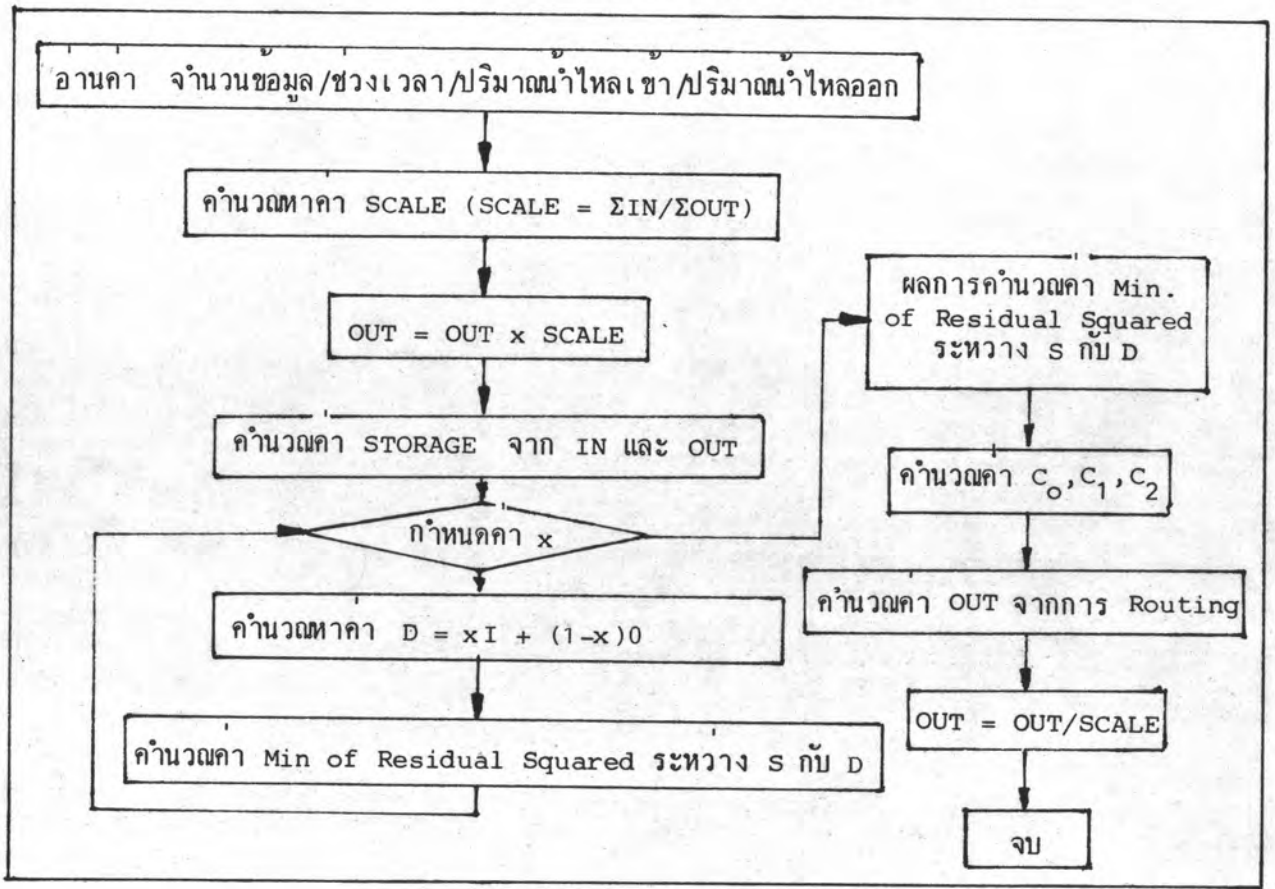 อ่านค่า จำนวนข้อมูล/ช่วงเวลา/ปริมาณน้ำไหลเข้า/ปริมาณน้ำไหลออก
คำนวณหาค่า SCALE (SCALE = ΣIN/ΣOUT)
OUT = OUT x SCALE
คำนวณค่า STORAGE จาก IN และ OUT
กำหนดค่า x
คำนวณหาค่า D = xI + (1-x)O
คำนวณค่า Min of Residual Squared ระหว่าง S กับ D
ผลการคำนวณค่า Min.
of Residual Squared
ระหว่าง S กับ D
คำนวณค่า C₀,C₁,C₂
คำนวณค่า OUT จากการ Routing
OUT = OUT/SCALE
จบ